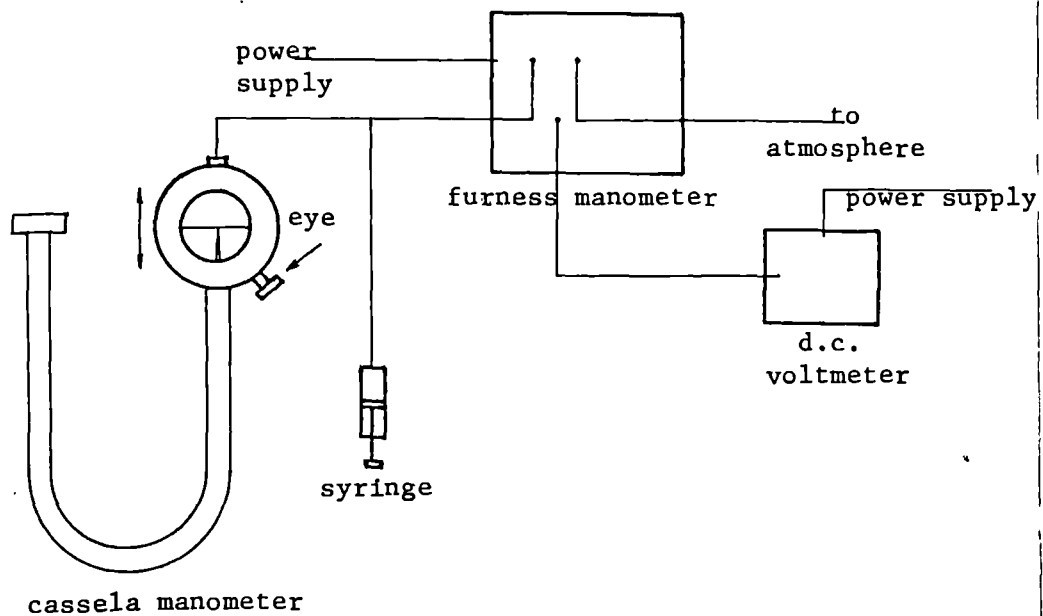 power
supply
to
atmosphere
furness manometer
power supply
eye
d.c.
voltmeter
syringe
cassela manometer